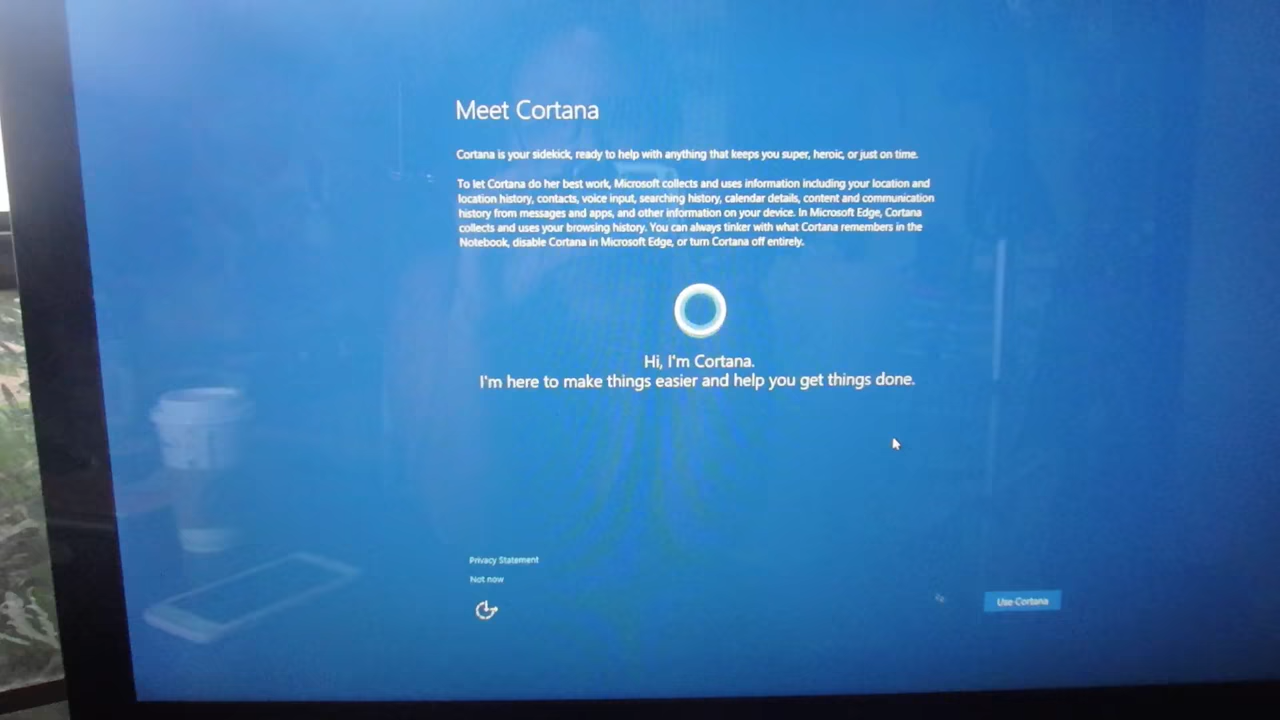 Meet Cortana
Cortana is your sidekick, ready to help with anything that keeps you super, heroic, or just on time.
To let Cortana do her best work, Microsoft collects and uses information including your location and
location history, contacts, voice input, searching history, calendar details, content and communication
history from messages and apps, and other information on your device. In Microsoft Edge, Cortana
collects and uses your browsing history. You can always tinker with what Cortana remembers in the
Notebook, disable Cortana in Microsoft Edge, or turn Cortana off entirely.
Hi, I'm Cortana.
I'm here to make things easier and help you get things done.
Privacy Statement
Not now
Use Cortana